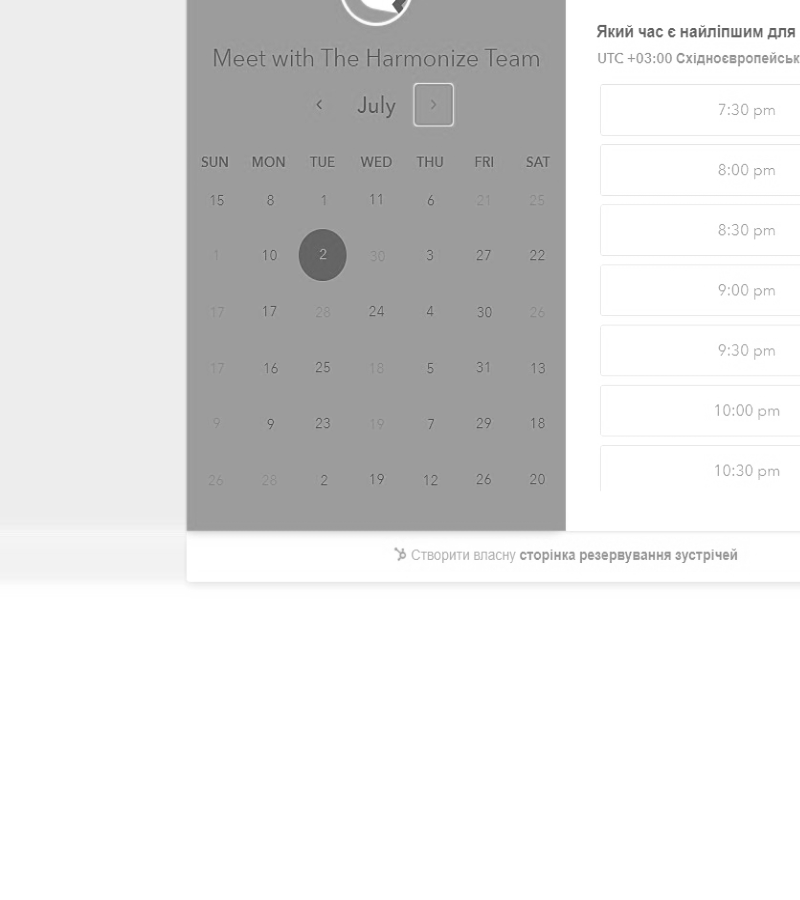 Який час є найліпшим для
Meet with The Harmonize Team
UTC +03:00 Східноєвропейськ
July
7:30 pm
SUN MON TUE WED THU FRI SAT
8:00 pm
15 8 1 11 6 21 25
8:30 pm
1 10 2 30 3 27 22
9:00 pm
17 17 28 24 4 30 26
9:30 pm
17 16 25 18 5 31 13
10:00 pm
9 9 23 19 7 29 18
10:30 pm
26 28 2 19 12 26 20
Створити власну сторінка резервування зустрічей